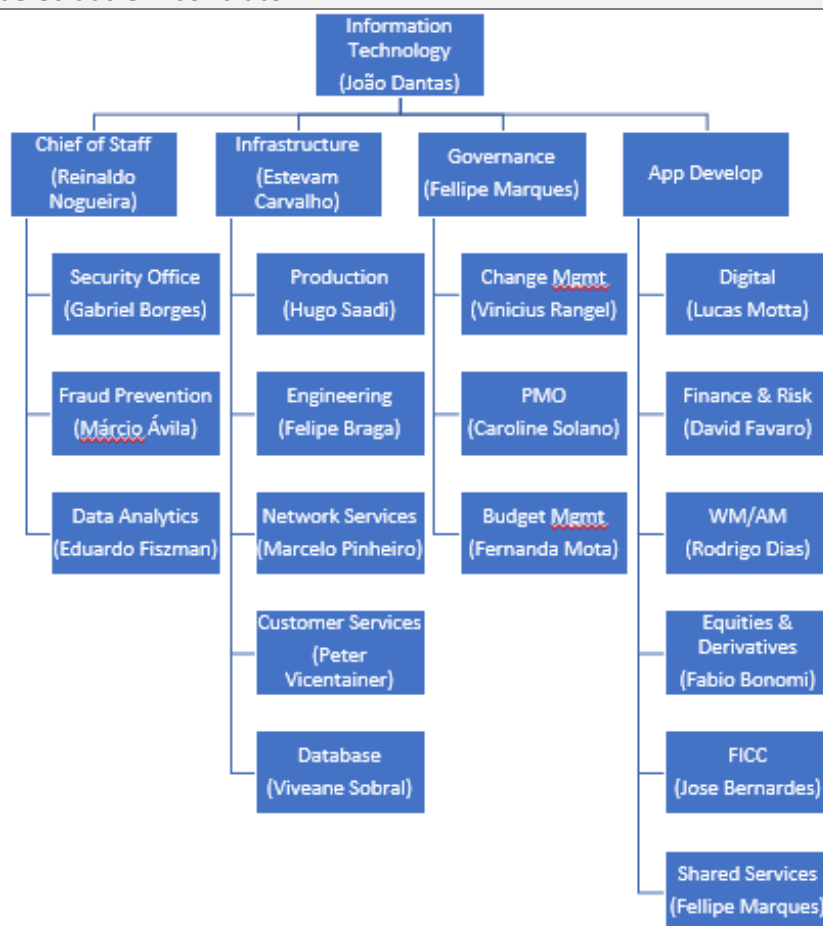 Information
Technology
(João Dantas)
Chief of Staff
(Reinaldo
Nogueira)
Infrastructure
(Estevam
Carvalho)
Governance
(Fellipe Marques)
App Develop
Security Office
(Gabriel Borges)
Fraud Prevention
(Márcio Ávila)
Data Analytics
(Eduardo Fiszman)
Production
(Hugo Saadi)
Engineering
(Felipe Braga)
Network Services
(Marcelo Pinheiro)
Customer Services
(Peter
Vicentainer)
Database
(Viveane Sobral)
Change Mgmt.
(Vinicius Rangel)
PMO
(Caroline Solano)
Budget Mgmt.
(Fernanda Mota)
Digital
(Lucas Motta)
Finance & Risk
(David Favaro)
WM/AM
(Rodrigo Dias)
Equities &
Derivatives
(Fabio Bonomi)
FICC
(Jose Bernardes)
Shared Services
(Fellipe Marques)